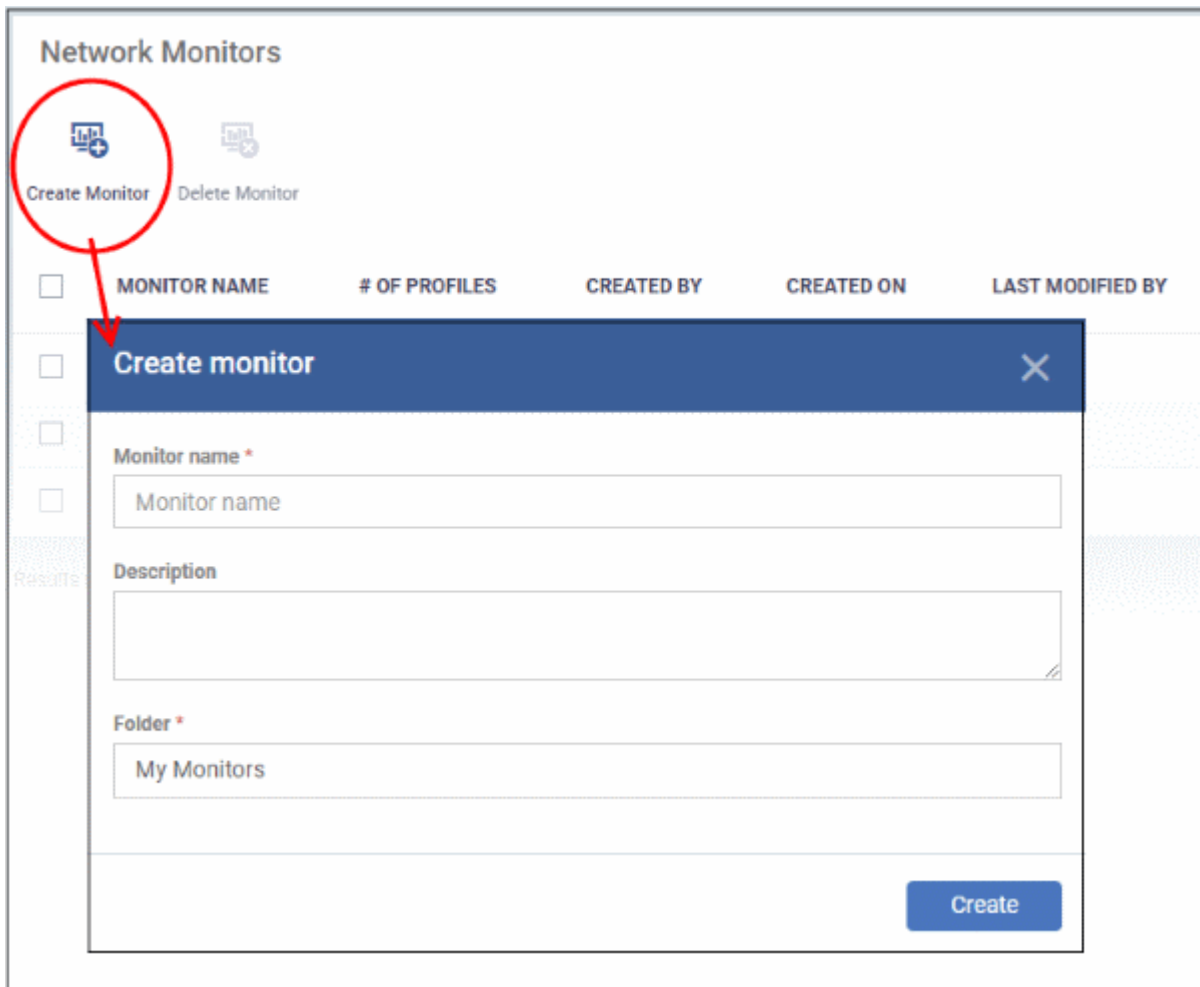 Network Monitors
Create Monitor Delete Monitor
MONITOR NAME # OF PROFILES CREATED BY CREATED ON LAST MODIFIED BY
Create monitor
Monitor name *
Monitor name
Description
Folder *
My Monitors
Results
Create